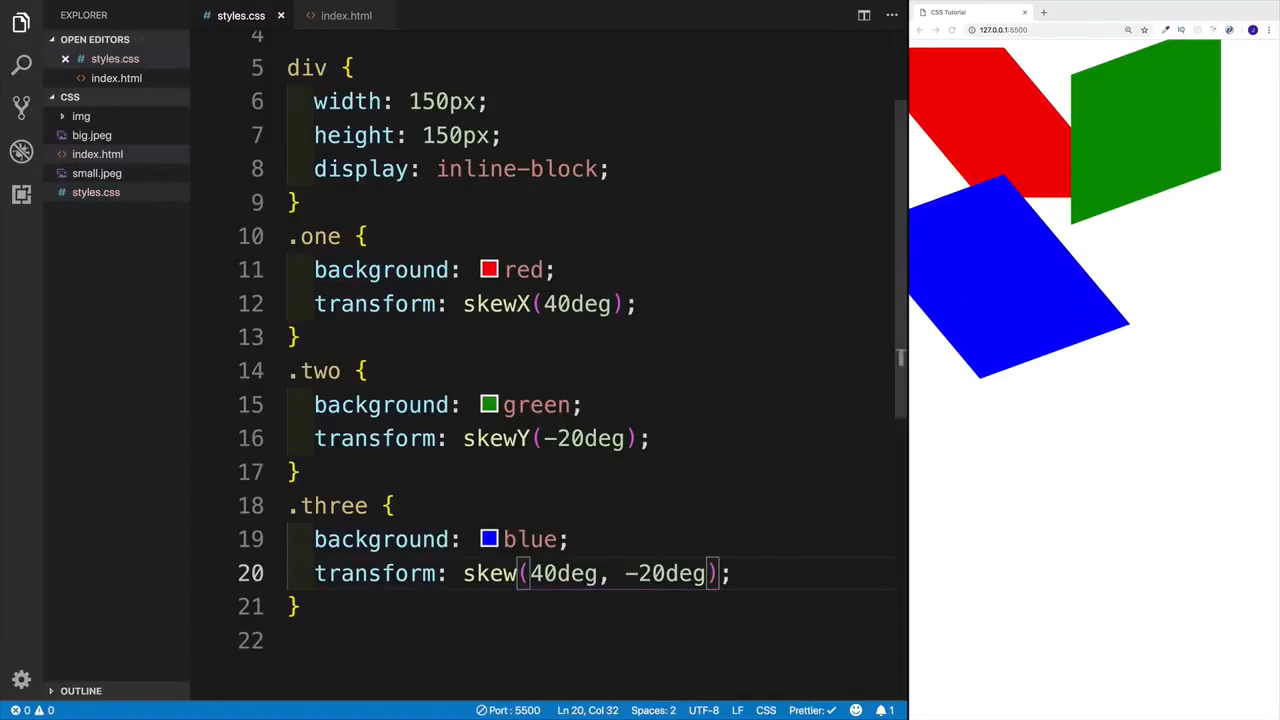 EXPLORER
OPEN EDITORS
styles.css
index.html
CSS
img
big.jpeg
index.html
small.jpeg
styles.css
OUTLINE
styles.css
index.html
4
5 div {
6 width: 150px;
7 height: 150px;
8 display: inline-block;
9 }
10 .one {
11 background: red;
12 transform: skewX(40deg);
13 }
14 .two {
15 background: green;
16 transform: skewY(-20deg);
17 }
18 .three {
19 background: blue;
20 transform: skew(40deg, -20deg);
21 }
22
0 0 Port : 5500 Ln 20, Col 32 Spaces: 2 UTF-8 LF CSS Prettier: ✓ 1
CSS Tutorial
127.0.0.1:5500
IQ
J